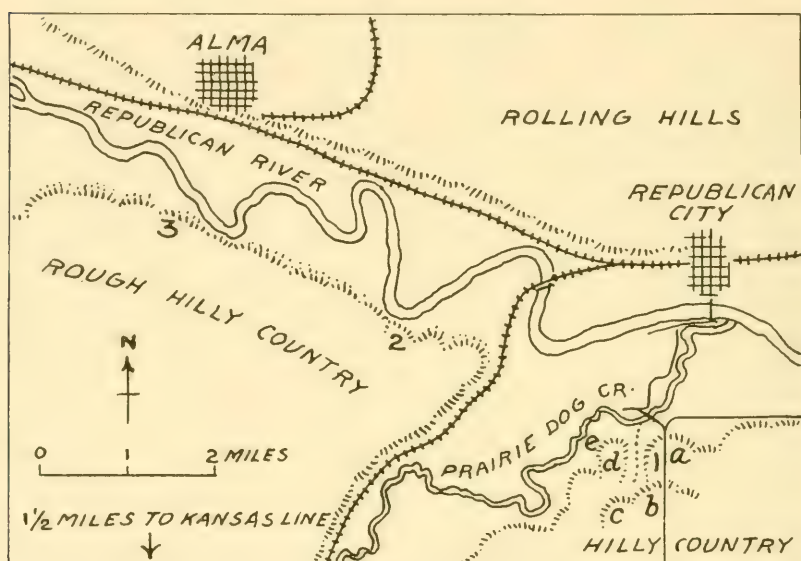 ALMA
REPUBLICAN RIVER
ROLLING HILLS
REPUBLICAN
CITY
3
ROUGH HILLY COUNTRY
2
N
PRAIRIE DOG CR.
0 1 2 MILES
e
d
1
a
c
b
1½ MILES TO KANSAS LINE
HILLY COUNTRY